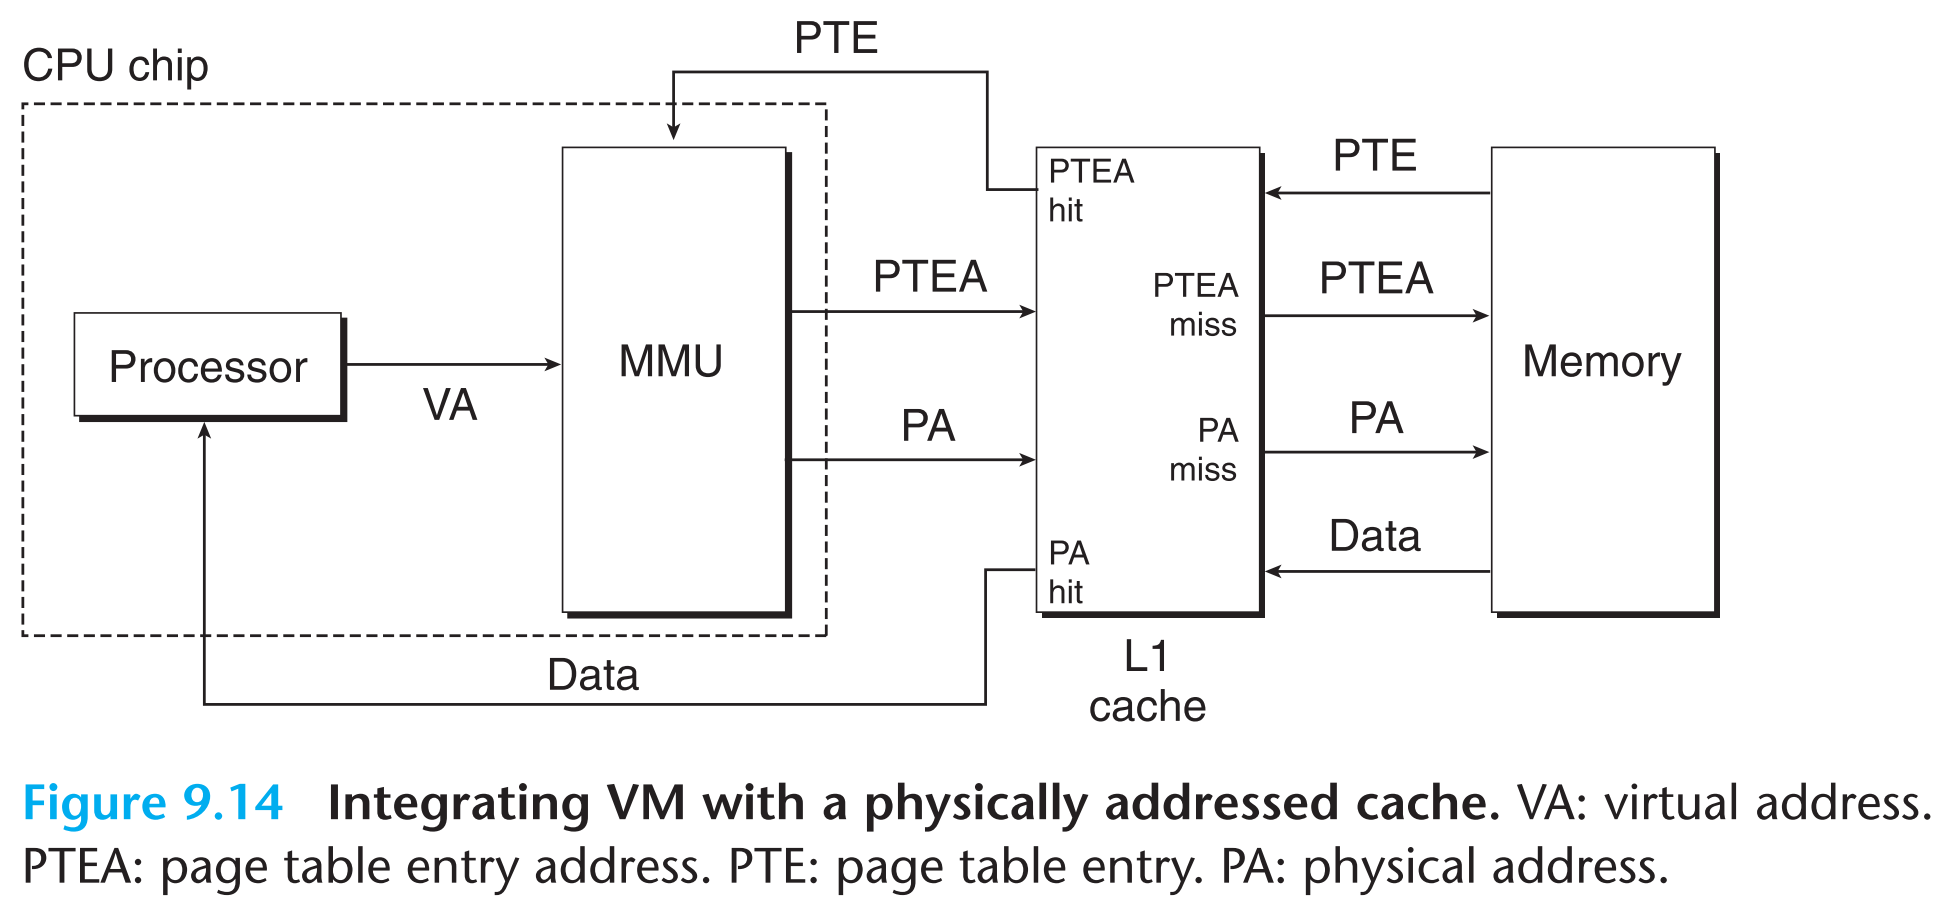 PTE
CPU chip
PTEA
hit
PTE
PTEA
PTEA
miss
PTEA
Processor
VA
MMU
Memory
PA
PA
miss
PA
PA
hit
Data
Data
L1
cache
Figure 9.14 Integrating VM with a physically addressed cache. VA: virtual address.
PTEA: page table entry address. PTE: page table entry. PA: physical address.